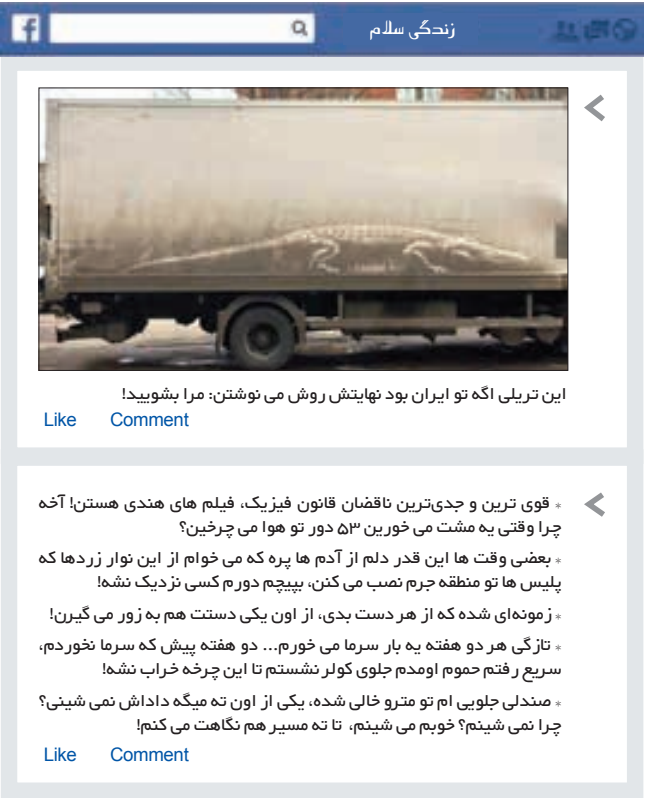 زندگی سلام
این تریلی اگه تو ایران بود نهایتش روش می نوشتن: مرا بشویید!
Like Comment
* قوی ترین و جدی‌ترین ناقضان قانون فیزیک، فیلم های هندی هستن! آخه
چرا وقتی یه مشت می خورین ۵۳ دور تو هوا می چرخین؟
* بعضی وقت ها این قدر دلم از آدم ها پره که می خوام از این نوار زردها که
پلیس ها تو منطقه جرم نصب می کنن، بپیچم دورم کسی نزدیک نشه!
* زمونه‌ای شده که از هر دست بدی، از اون یکی دستت هم به زور می گیرن!
* تازگی هر دو هفته یه بار سرما می خورم... دو هفته پیش که سرما نخوردم،
سریع رفتم حموم اومدم جلوی کولر نشستم تا این چرخه خراب نشه!
* صندلی جلویی ام تو مترو خالی شده، یکی از اون ته میگه داداش نمی شینی؟
چرا نمی شینم؟ خوبم می شینم، تا ته مسیر هم نگاهت می کنم!
Like Comment